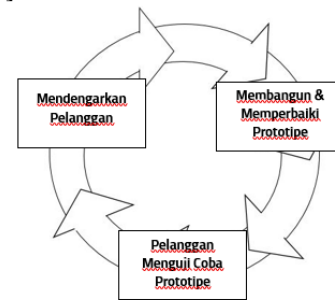 Mendengarkan
Pelanggan
Membangun &
Memperbaiki
Prototipe
Pelanggan
Menguji Coba
Prototipe